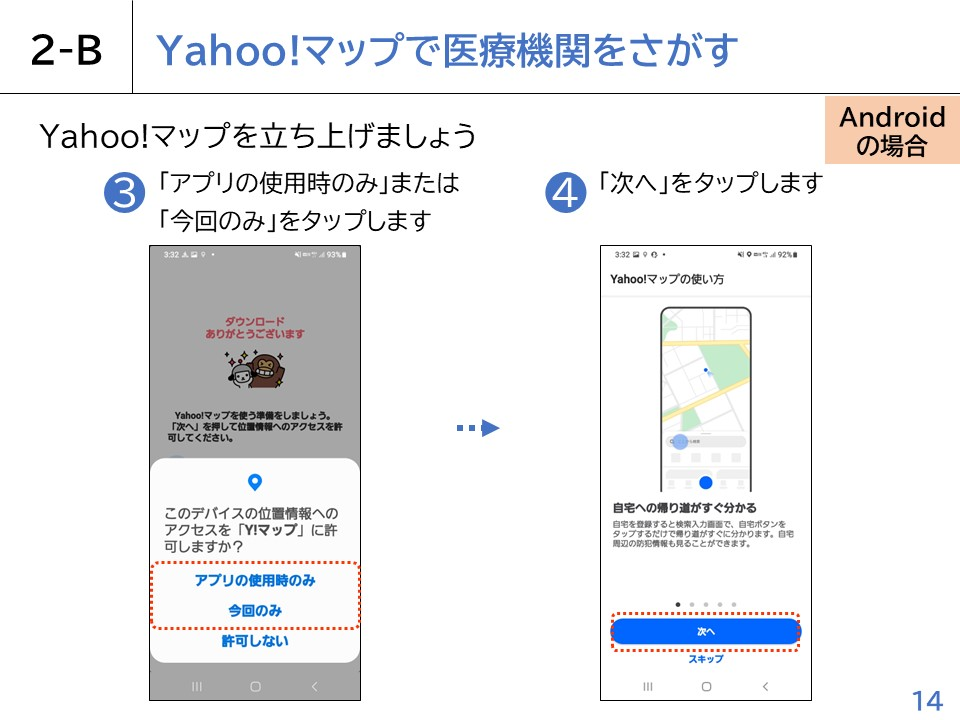 2-B
Yahoo!マップで医療機関をさがす
Android
の場合
Yahoo!マップを立ち上げましょう
3
「アプリの使用時のみ」または
「今回のみ」をタップします
4
「次へ」をタップします
3:32
93%
ダウンロード
ありがとうございます
Yahoo!マップを使う準備をしましょう。
「次へ」を押して位置情報へのアクセスを許
可してください。
このデバイスの位置情報への
アクセスを「Y!マップ」に許
可しますか？
アプリの使用時のみ
今回のみ
許可しない
3:32
92%
Yahoo!マップの使い方
自宅への帰り道がすぐ分かる
自宅を登録すると検索入力画面で、自宅ボタンを
タップするだけで帰り道がすぐに分かります。自宅
周辺の防犯情報も見ることができます。
次へ
スキップ
14